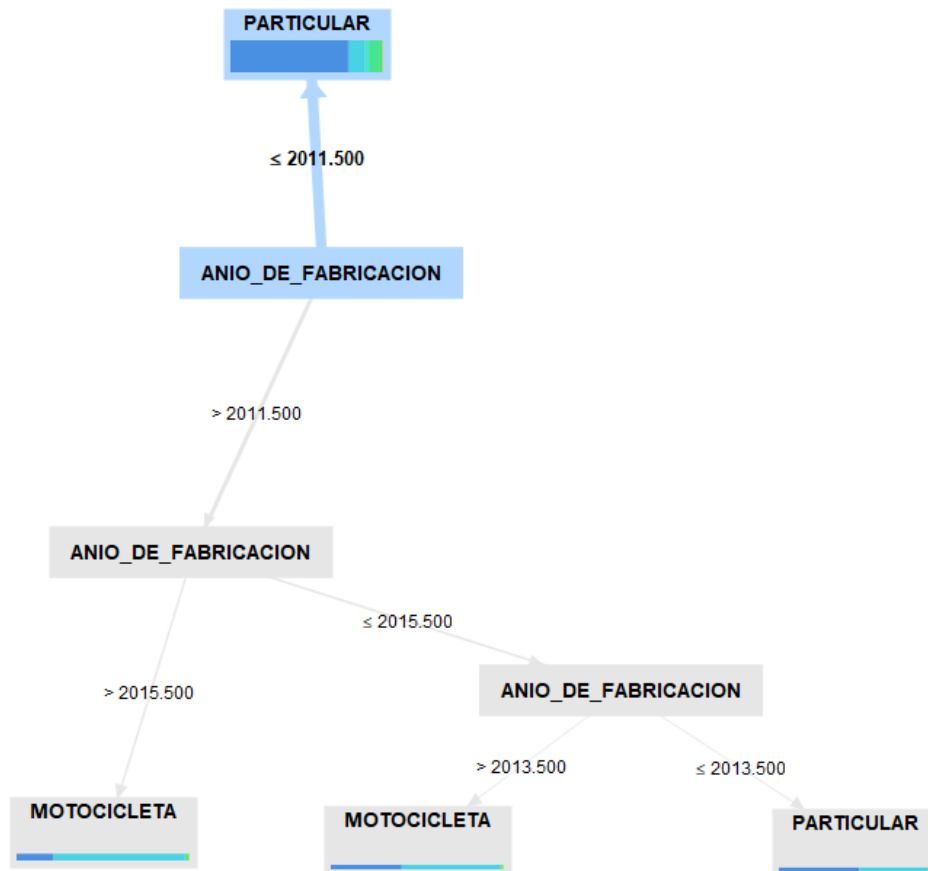 PARTICULAR
≤ 2011.500
ANIO_DE_FABRICACION
> 2011.500
ANIO_DE_FABRICACION
≤ 2015.500
> 2015.500
ANIO_DE_FABRICACION
> 2013.500
≤ 2013.500
MOTOCICLETA
MOTOCICLETA
PARTICULAR